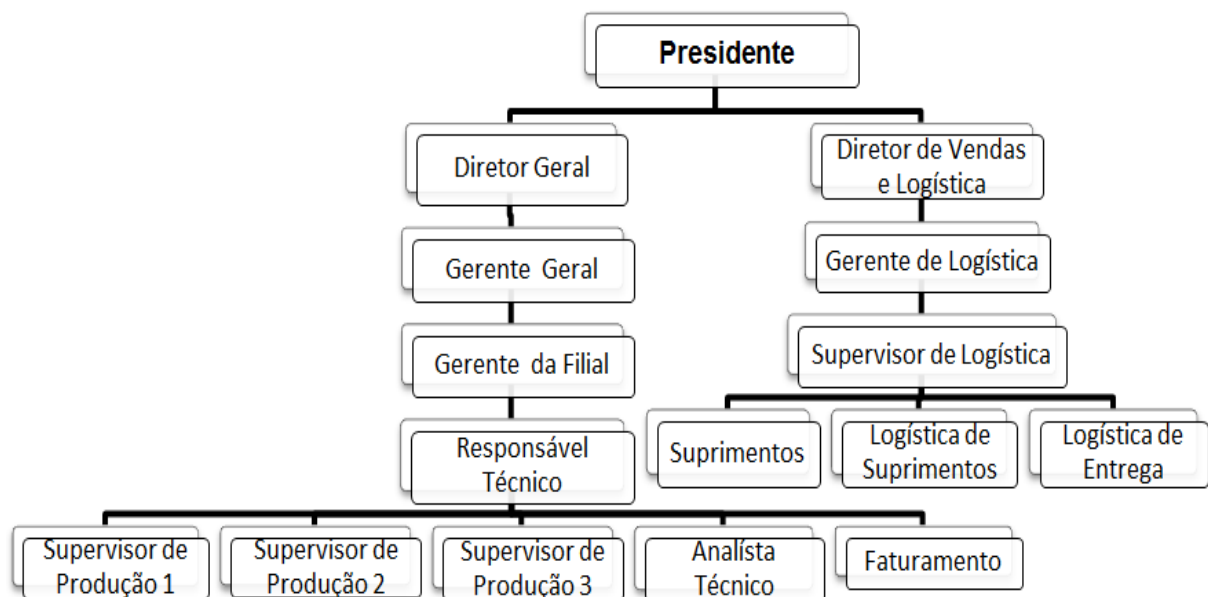 Presidente
Diretor Geral
Diretor de Vendas
e Logística
Gerente Geral
Gerente de Logística
Gerente da Filial
Supervisor de Logística
Responsável
Técnico
Suprimentos
Logística de
Suprimentos
Logística de
Entrega
Supervisor de
Produção 1
Supervisor de
Produção 2
Supervisor de
Produção 3
Analísta
Técnico
Faturamento